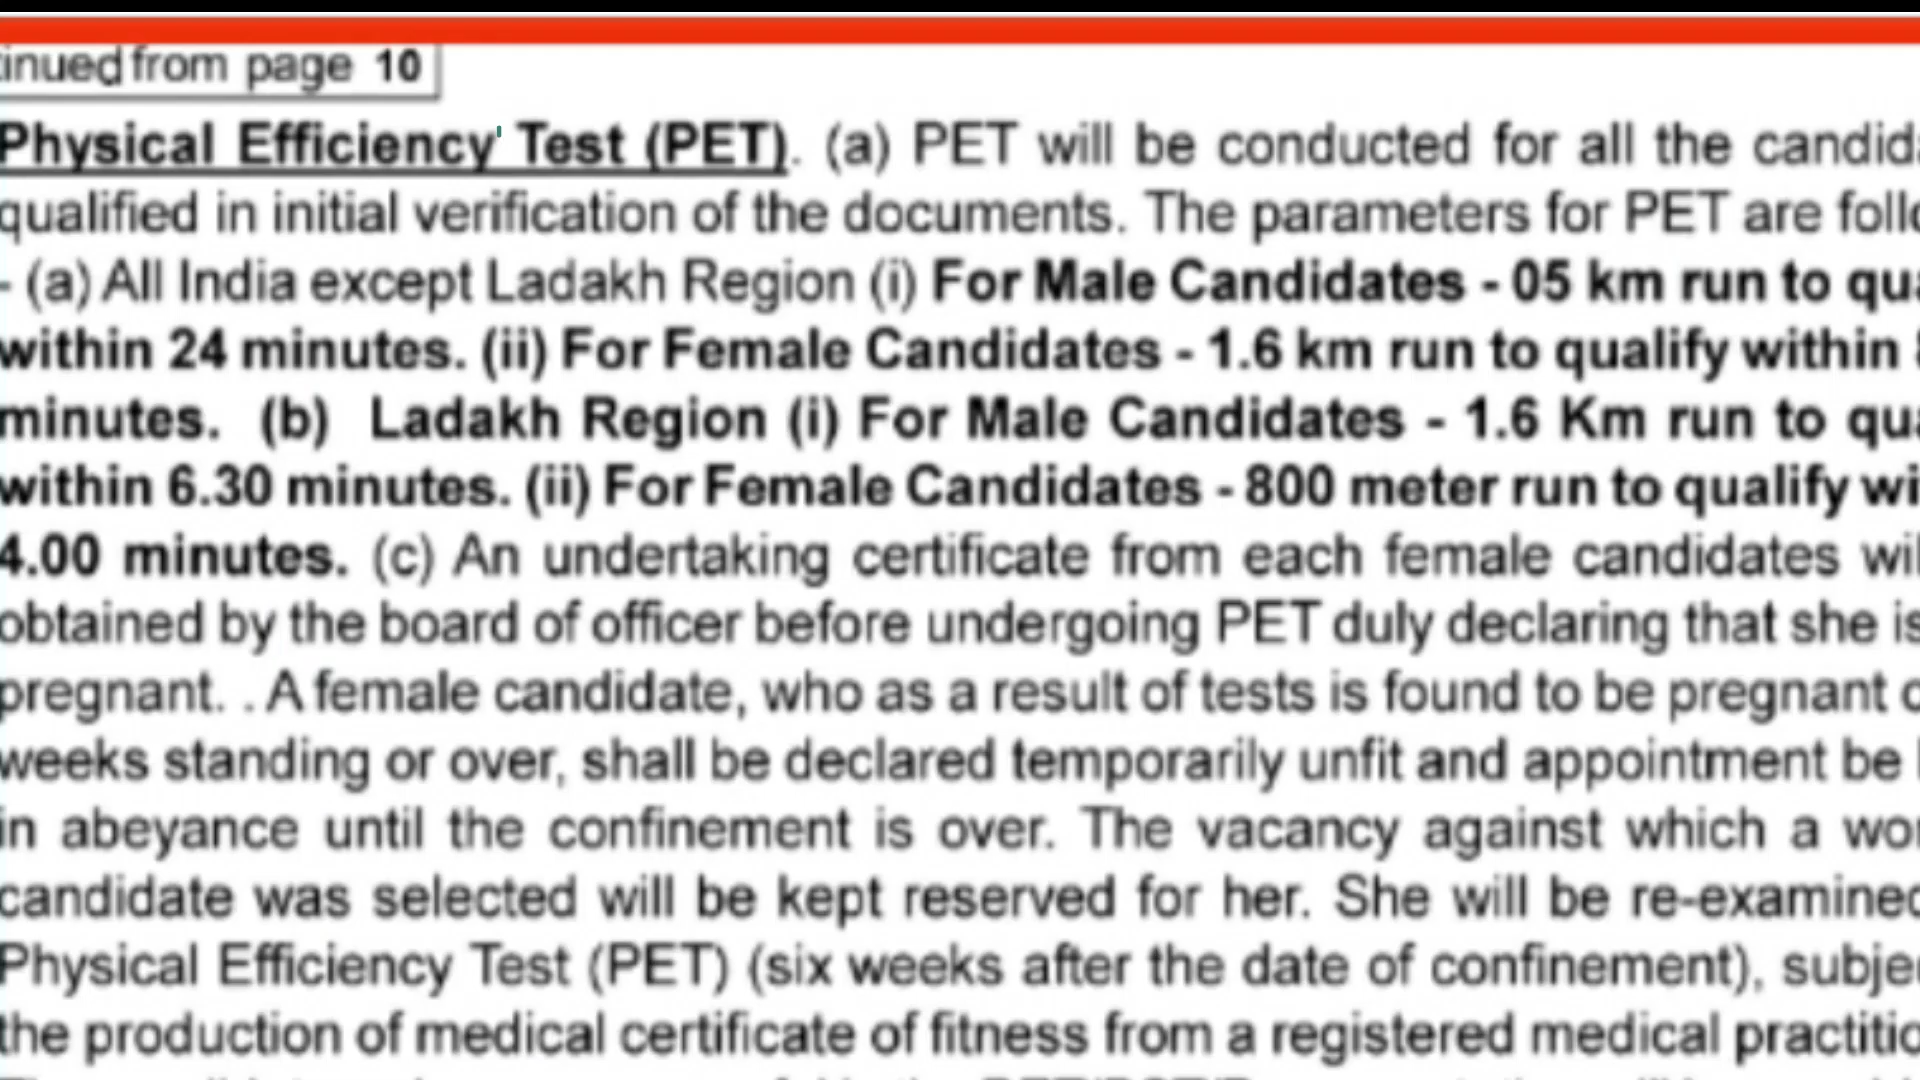 inued from page 10
Physical Efficiency Test (PET). (a) PET will be conducted for all the candid
qualified in initial verification of the documents. The parameters for PET are foll
- (a) All India except Ladakh Region (i) For Male Candidates - 05 km run to qu
within 24 minutes. (ii) For Female Candidates - 1.6 km run to qualify within
minutes. (b) Ladakh Region (i) For Male Candidates - 1.6 Km run to qu
within 6.30 minutes. (ii) For Female Candidates - 800 meter run to qualify wi
4.00 minutes. (c) An undertaking certificate from each female candidates wil
obtained by the board of officer before undergoing PET duly declaring that she is
pregnant. . A female candidate, who as a result of tests is found to be pregnant
weeks standing or over, shall be declared temporarily unfit and appointment be
in abeyance until the confinement is over. The vacancy against which a wo
candidate was selected will be kept reserved for her. She will be re-examined
Physical Efficiency Test (PET) (six weeks after the date of confinement), subje
the production of medical certificate of fitness from a registered medical practitio